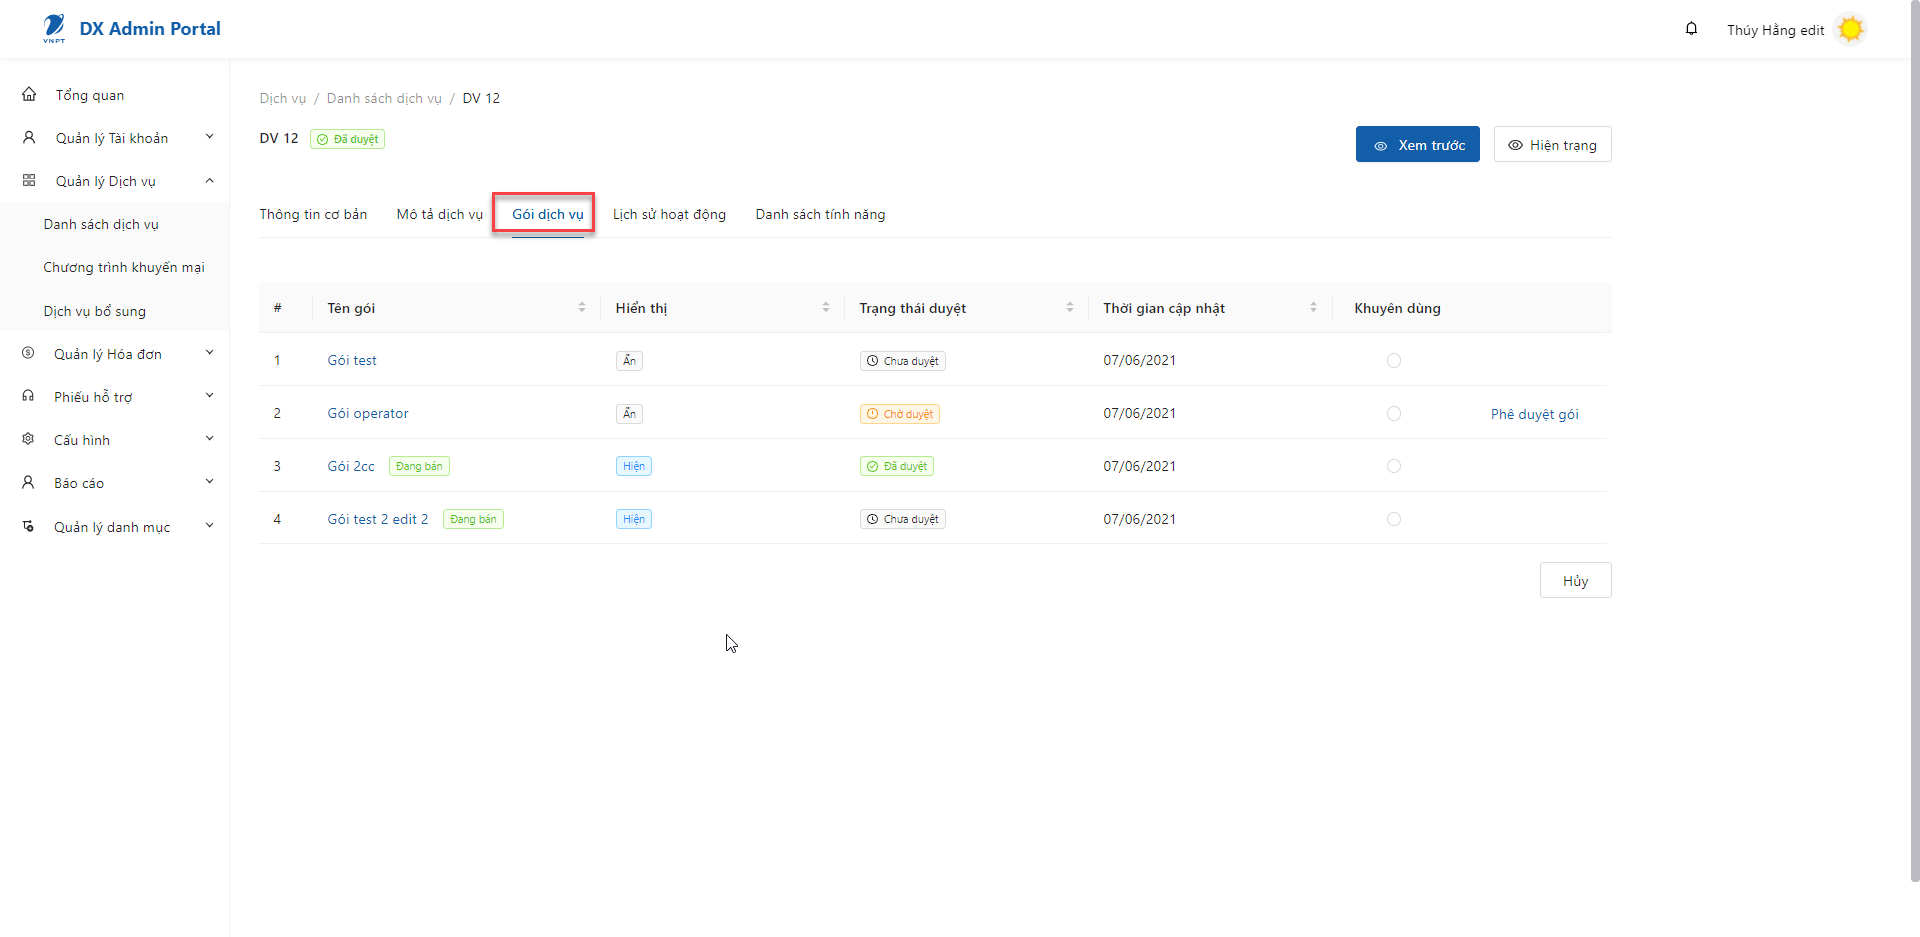 VNPT
DX Admin Portal
Thúy Hằng edit
Tổng quan
Quản lý Tài khoản
Quản lý Dịch vụ
Danh sách dịch vụ
Chương trình khuyến mại
Dịch vụ bổ sung
Quản lý Hóa đơn
Phiếu hỗ trợ
Cấu hình
Báo cáo
Quản lý danh mục
Dịch vụ / Danh sách dịch vụ / DV 12
DV 12 Đã duyệt
Xem trước Hiện trạng
Thông tin cơ bản Mô tả dịch vụ Gói dịch vụ Lịch sử hoạt động Danh sách tính năng
# Tên gói Hiển thị Trạng thái duyệt Thời gian cập nhật Khuyên dùng
1 Gói test Ẩn Chưa duyệt 07/06/2021
2 Gói operator Ẩn Chờ duyệt 07/06/2021 Phê duyệt gói
3 Gói 2cc Đang bán Hiện Đã duyệt 07/06/2021
4 Gói test 2 edit 2 Đang bán Hiện Chưa duyệt 07/06/2021
Hủy